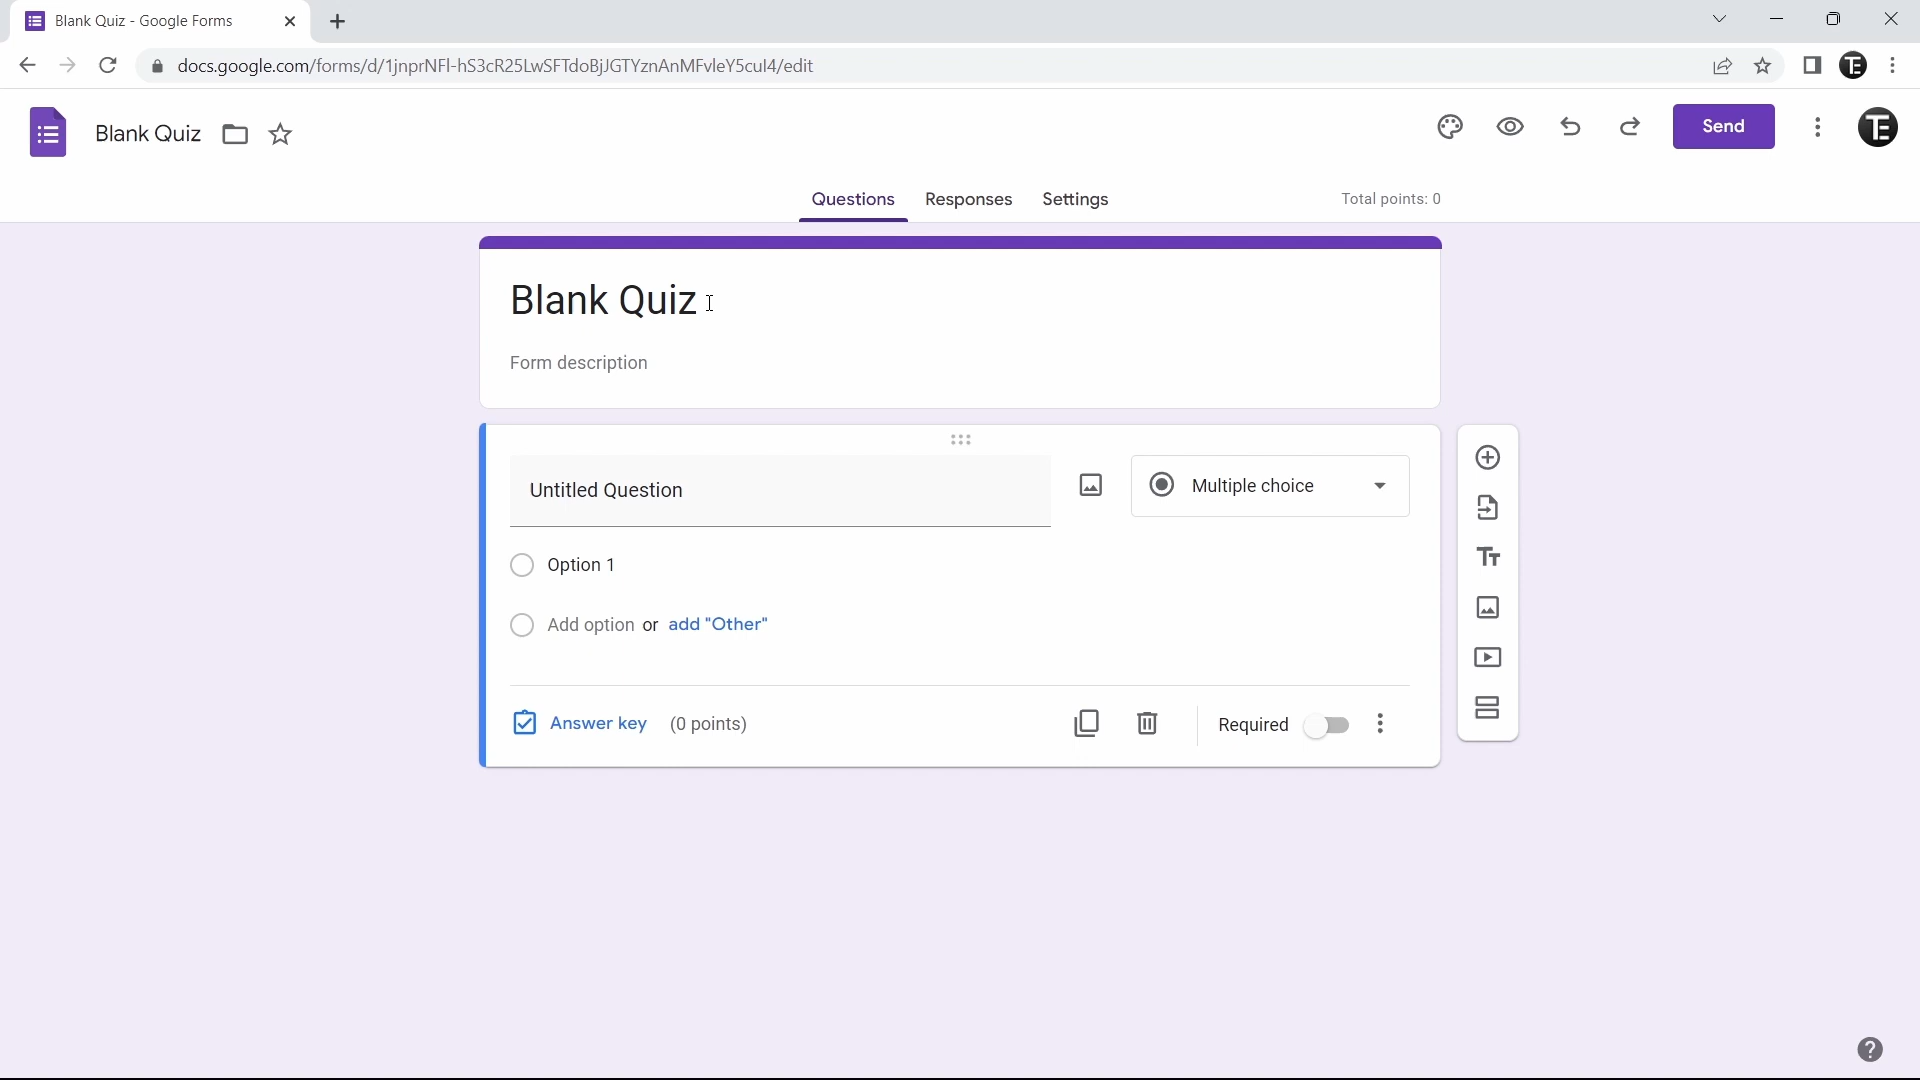 Blank Quiz - Google Forms
docs.google.com/forms/d/1jnprNFl-hS3cR25LwSFTdoBjJGTYznAnMFvleY5cul4/edit
Blank Quiz
Send
Questions Responses Settings Total points: 0
Blank Quiz
Form description
Untitled Question
Multiple choice
Option 1
Add option or add "Other"
Answer key (0 points)
Required